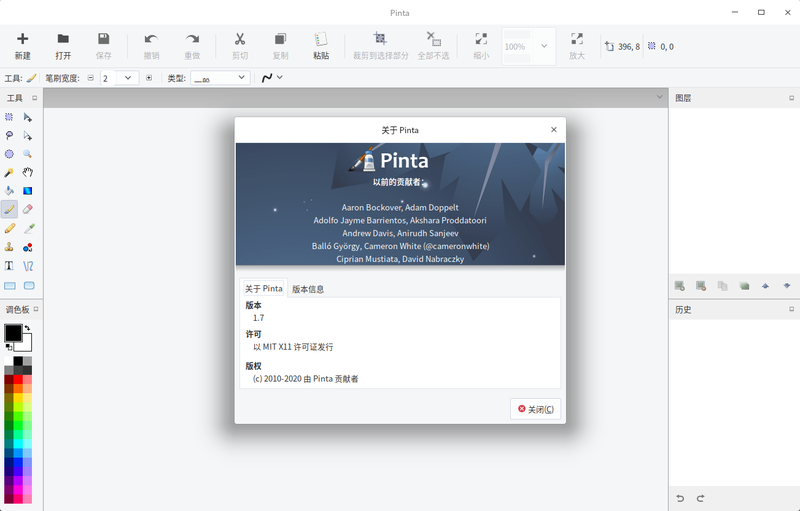 Pinta
新建
打开
保存
撤销
重做
剪切
复制
粘贴
裁剪到选择部分
全部不选
缩小
100%
放大
396, 8
0, 0
工具:
笔刷宽度:
2
类型:
工具
图层
关于 Pinta
Pinta
以前的贡献者:
Aaron Bockover, Adam Doppelt
Adolfo Jayme Barrientos, Akshara Proddatoori
Andrew Davis, Anirudh Sanjeev
Balló György, Cameron White (@cameronwhite)
Ciprian Mustiata, David Nabraczky
关于 Pinta
版本信息
版本
1.7
许可
以 MIT X11 许可证发行
版权
(c) 2010-2020 由 Pinta 贡献者
关闭(C)
调色板
历史